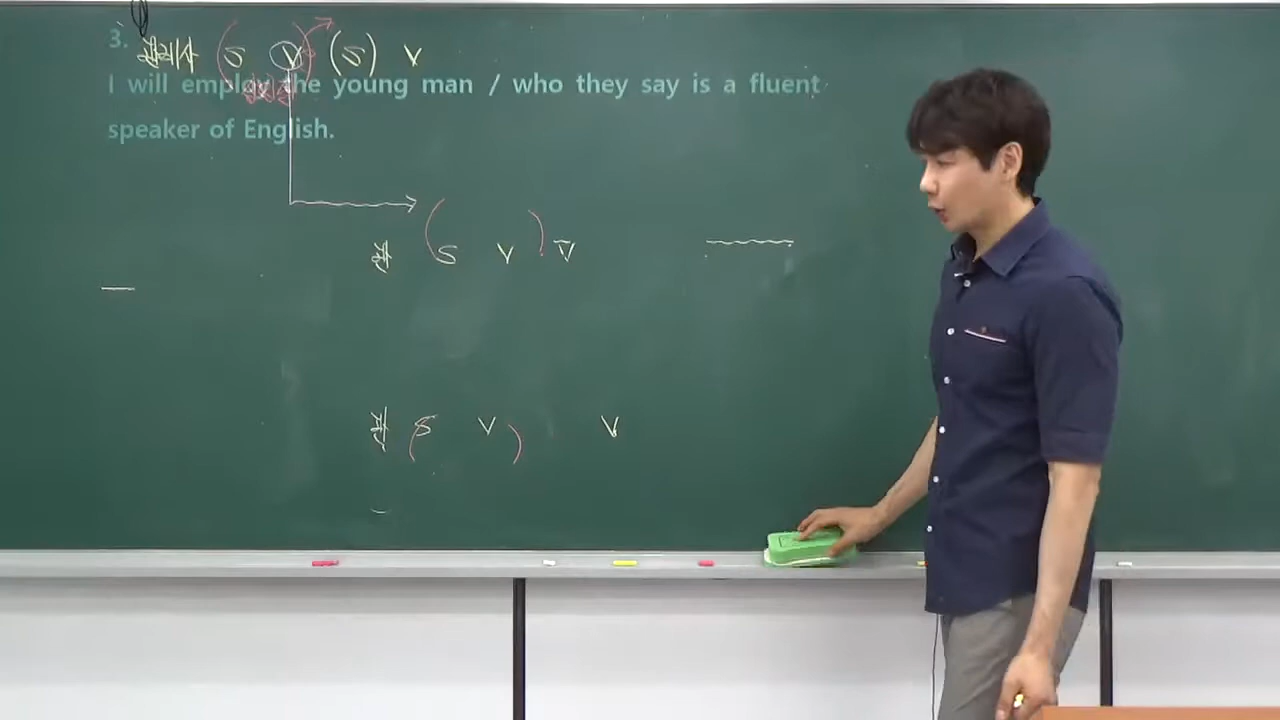 3.
관계사 ( S V ) ( S ) V
I will employ the young man / who they say is a fluent
speaker of English.
관 ( S V ) V
관 ( S V ) V